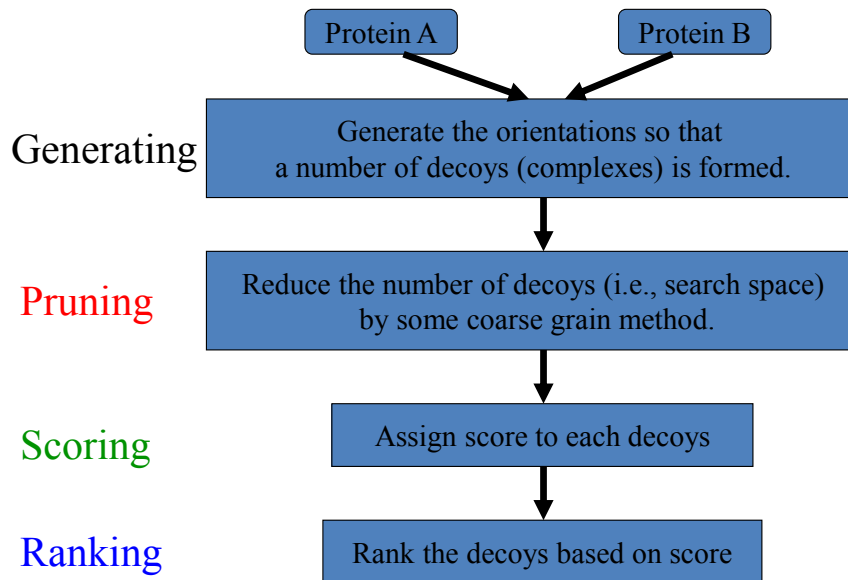 Protein A
Protein B
Generating
Generate the orientations so that
a number of decoys (complexes) is formed.
Pruning
Reduce the number of decoys (i.e., search space)
by some coarse grain method.
Scoring
Assign score to each decoys
Ranking
Rank the decoys based on score